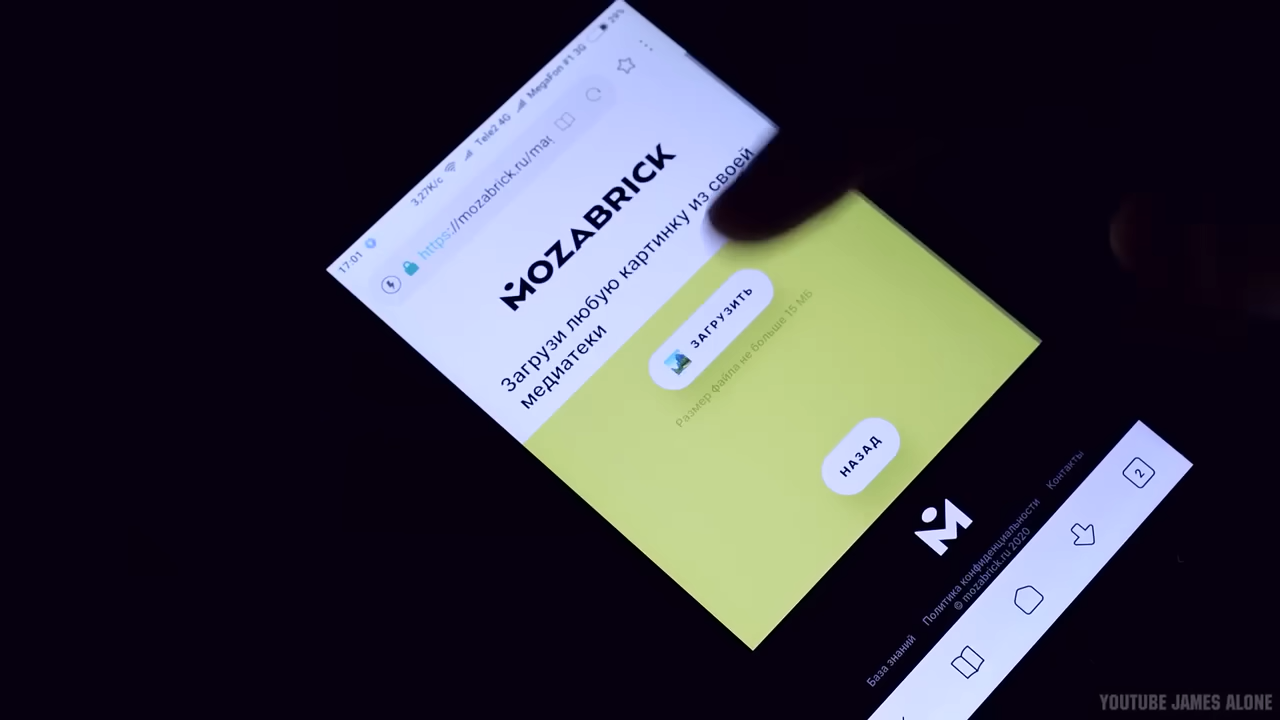 17:01
3,27K/c
Tele2 4G
MegaFon #1 3G
29%
https://mozabrick.ru/
MOZABRICK
Загрузи любую картинку из своей
медиатеки
ЗАГРУЗИТЬ
Размер файла не больше 15 МБ
НАЗАД
База знаний Политика конфиденциальности Контакты
© mozabrick.ru 2020
2
YOUTUBE JAMES ALONE